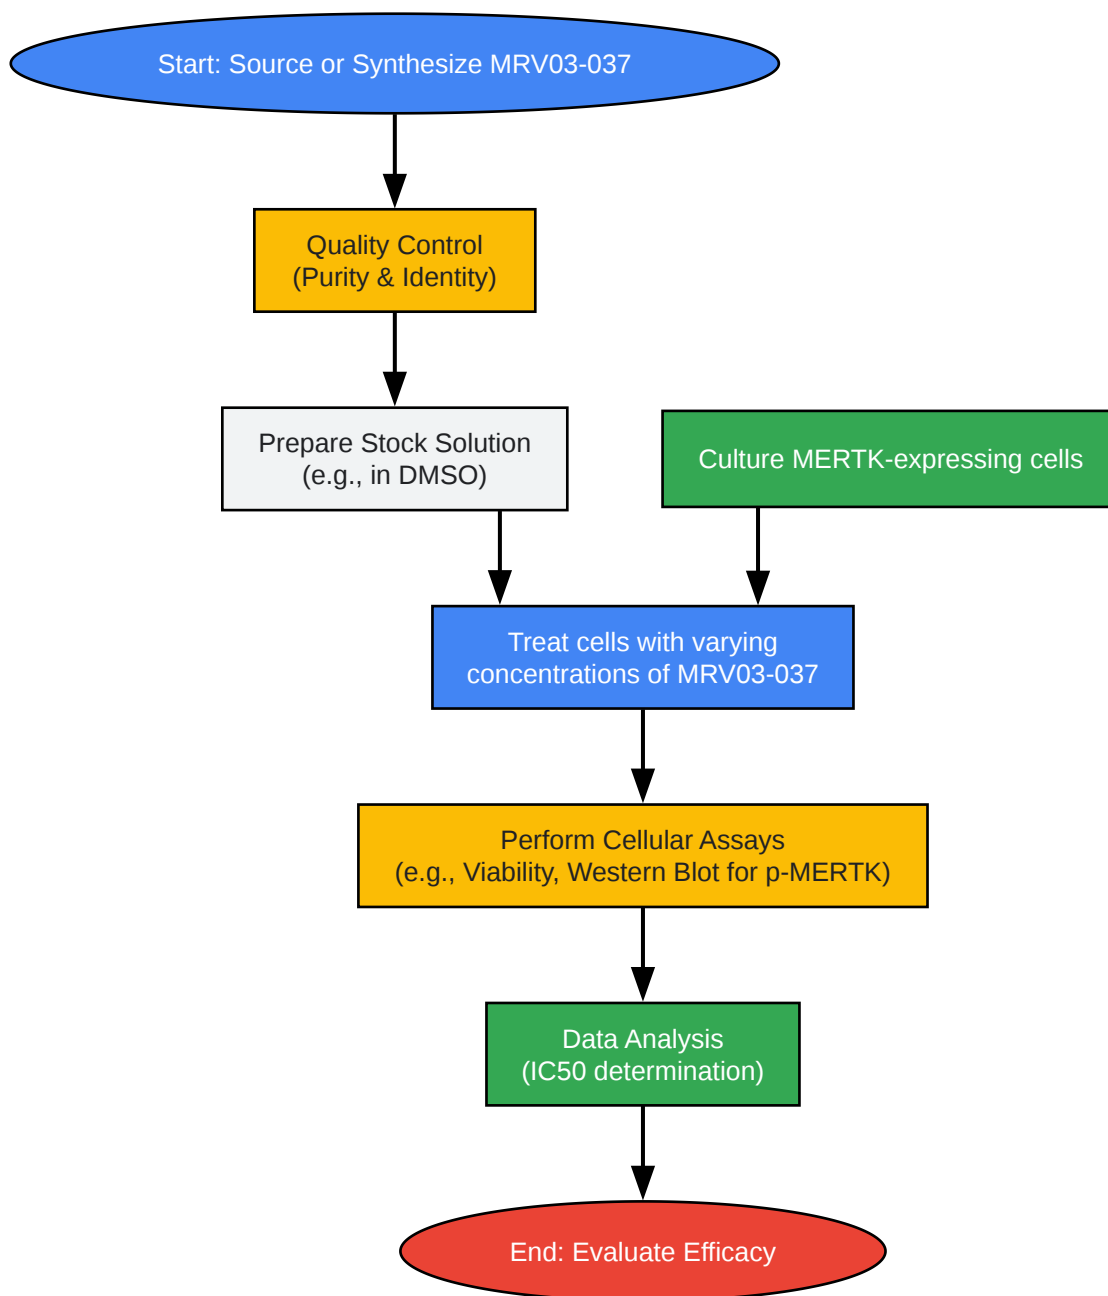 Start: Source or Synthesize MRV03-037
Quality Control
(Purity & Identity)
Prepare Stock Solution
(e.g., in DMSO)
Culture MERTK-expressing cells
Treat cells with varying
concentrations of MRV03-037
Perform Cellular Assays
(e.g., Viability, Western Blot for p-MERTK)
Data Analysis
(IC50 determination)
End: Evaluate Efficacy